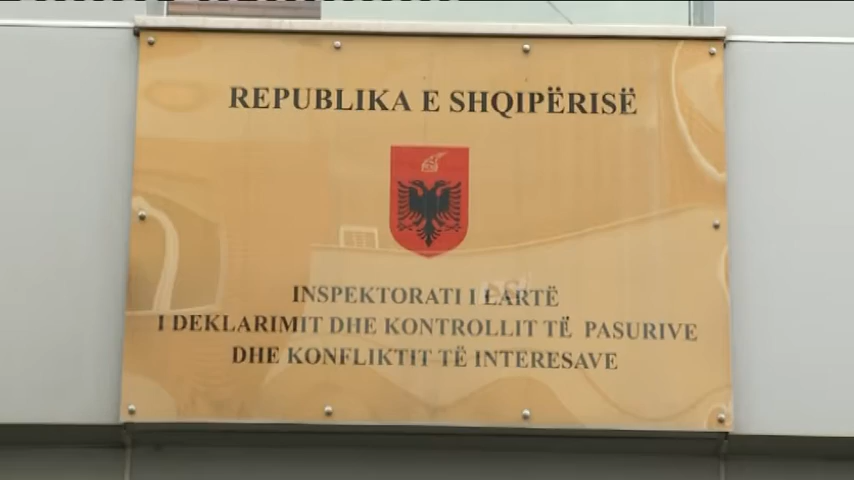 REPUBLIKA E SHQIPËRISË
INSPEKTORATI I LARTË
I DEKLARIMIT DHE KONTROLLIT TË PASURIVE
DHE KONFLIKTIT TË INTERESAVE